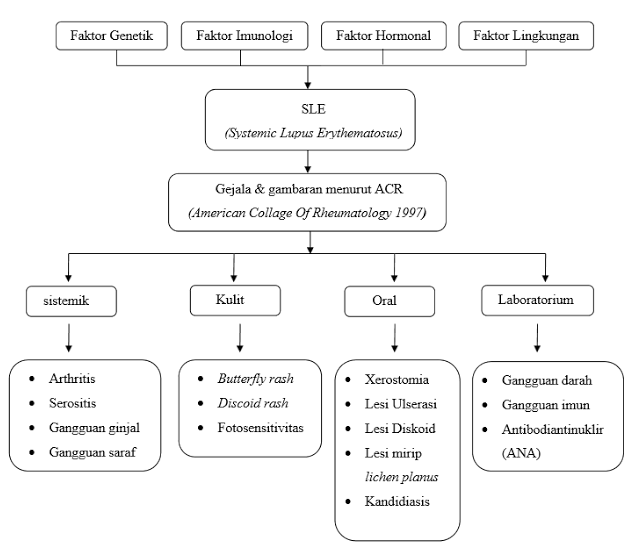 Faktor Genetik
Faktor Imunologi
Faktor Hormonal
Faktor Lingkungan
SLE
(Systemic Lupus Erythematosus)
Gejala & gambaran menurut ACR
(American Collage Of Rheumatology 1997)
sistemik
Kulit
Oral
Laboratorium
• Arthritis
• Serositis
• Gangguan ginjal
• Gangguan saraf
• Butterfly rash
• Discoid rash
• Fotosensitivitas
• Xerostomia
• Lesi Ulserasi
• Lesi Diskoid
• Lesi mirip
lichen planus
• Kandidiasis
• Gangguan darah
• Gangguan imun
• Antibodiantinuklir
(ANA)